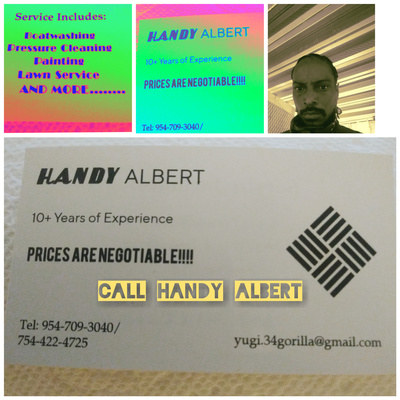 Service Includes:
Boatwashing
Pressure Cleaning
Painting
Lawn Service
AND MORE........
HANDY ALBERT
10+ Years of Experience
PRICES ARE NEGOTIABLE!!!!
Tel: 954-709-3040/
HANDY ALBERT
10+ Years of Experience
PRICES ARE NEGOTIABLE!!!!
CALL HANDY ALBERT
Tel: 954-709-3040/
754-422-4725
yugi.34gorilla@gmail.com